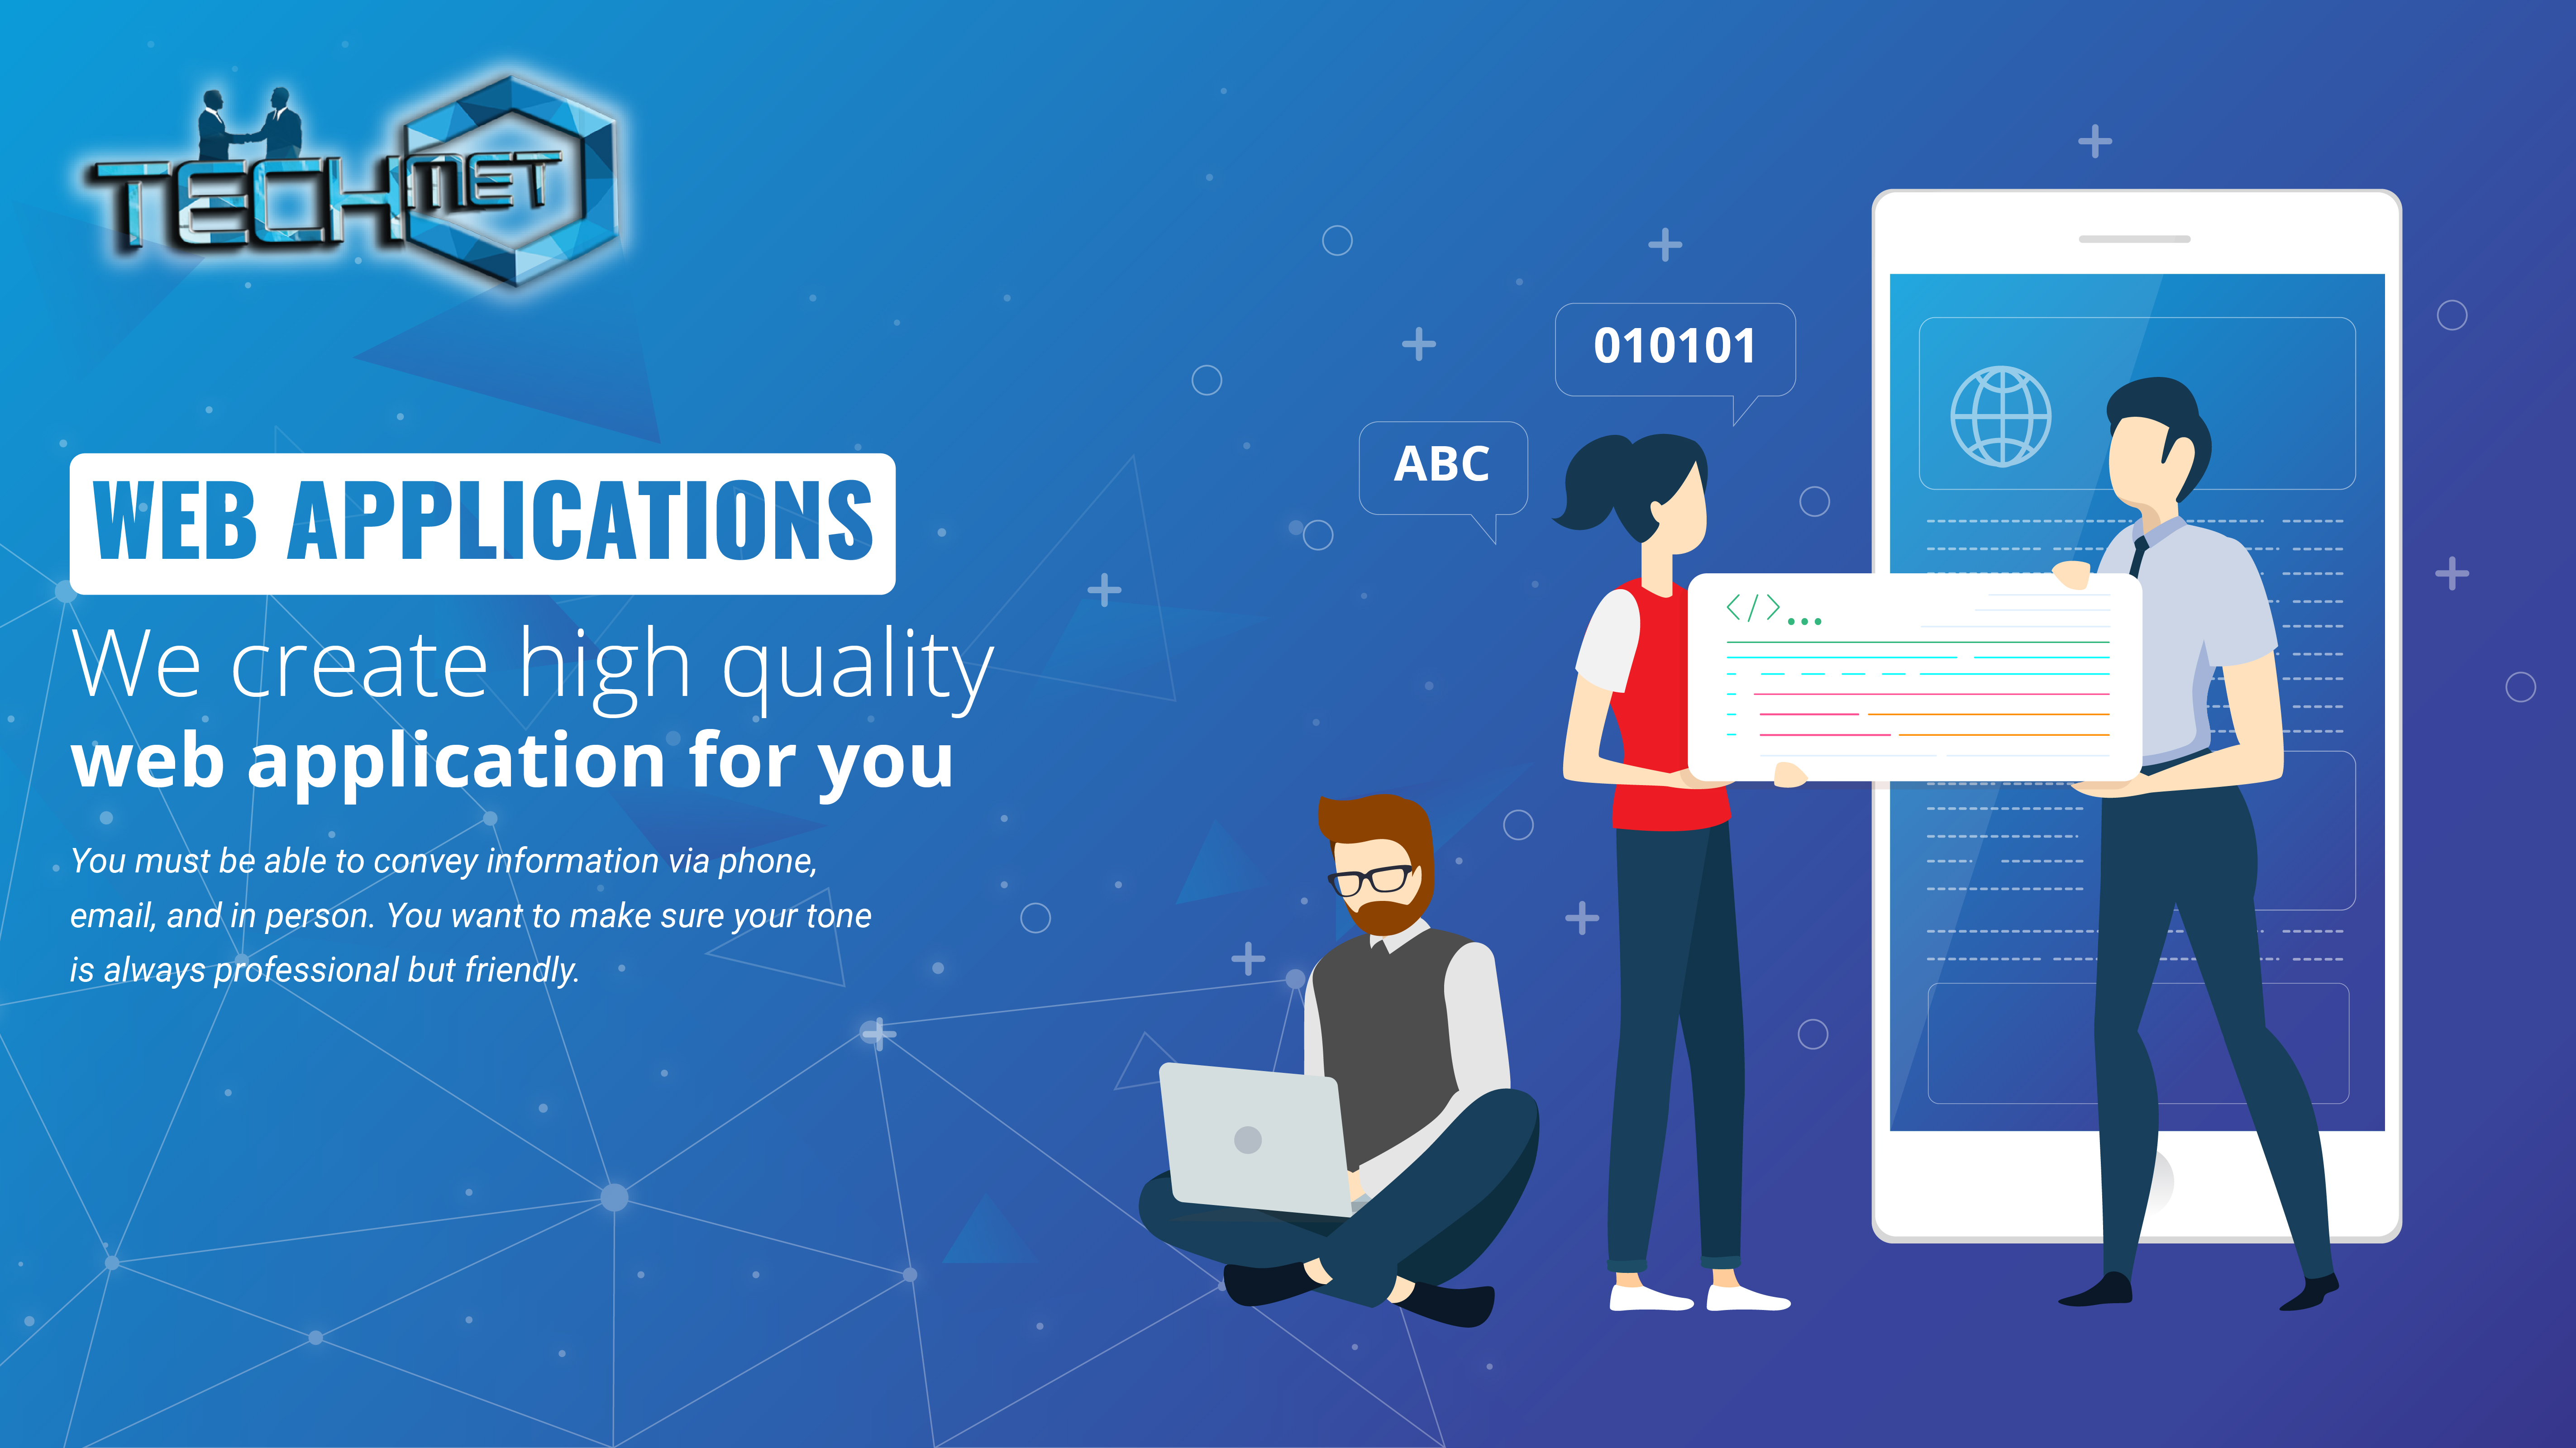 TECHMET
WEB APPLICATIONS
We create high quality
web application for you
You must be able to convey information via phone,
email, and in person. You want to make sure your tone
is always professional but friendly.
010101
ABC
</>...